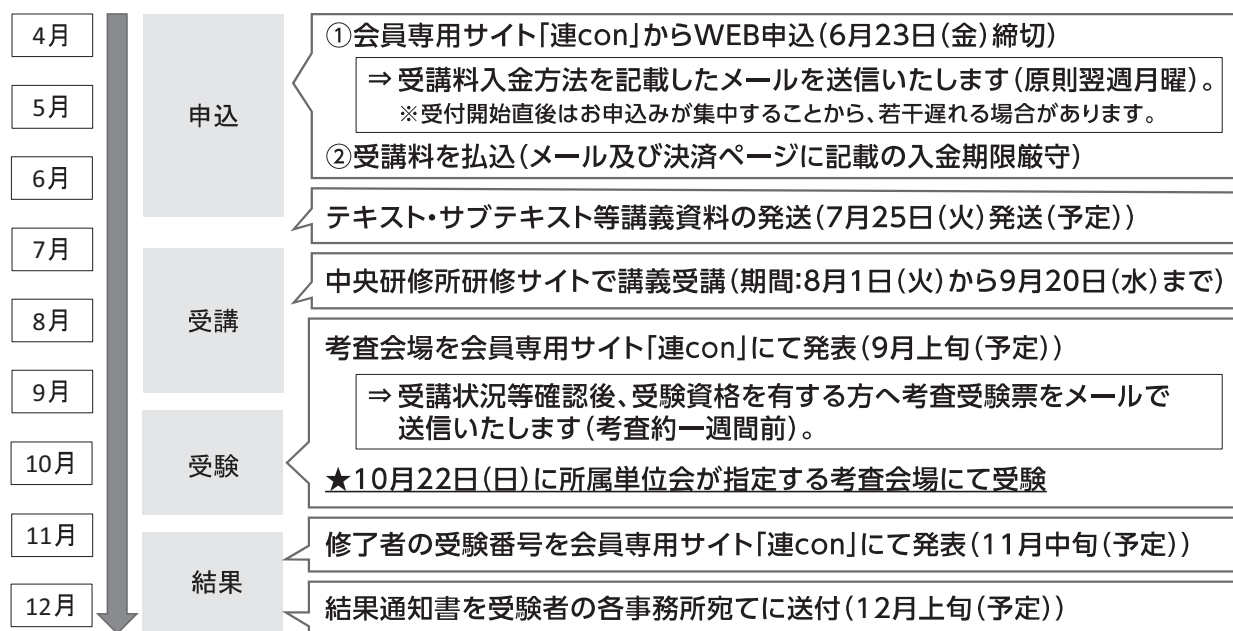 4月
5月
6月
7月
8月
9月
10月
11月
12月
申込
①会員専用サイト「連con」からWEB申込（6月23日（金）締切）
⇒ 受講料入金方法を記載したメールを送信いたします（原則翌週月曜）。
※受付開始直後はお申込みが集中することから、若干遅れる場合があります。
②受講料を払込（メール及び決済ページに記載の入金期限厳守）
テキスト・サブテキスト等講義資料の発送（7月25日（火）発送（予定））
受講
中央研修所研修サイトで講義受講（期間：8月1日（火）から9月20日（水）まで）
受験
考査会場を会員専用サイト「連con」にて発表（9月上旬（予定））
⇒ 受講状況等確認後、受験資格を有する方へ考査受験票をメールで
送信いたします（考査約一週間前）。
★10月22日（日）に所属単位会が指定する考査会場にて受験
結果
修了者の受験番号を会員専用サイト「連con」にて発表（11月中旬（予定））
結果通知書を受験者の各事務所宛てに送付（12月上旬（予定））